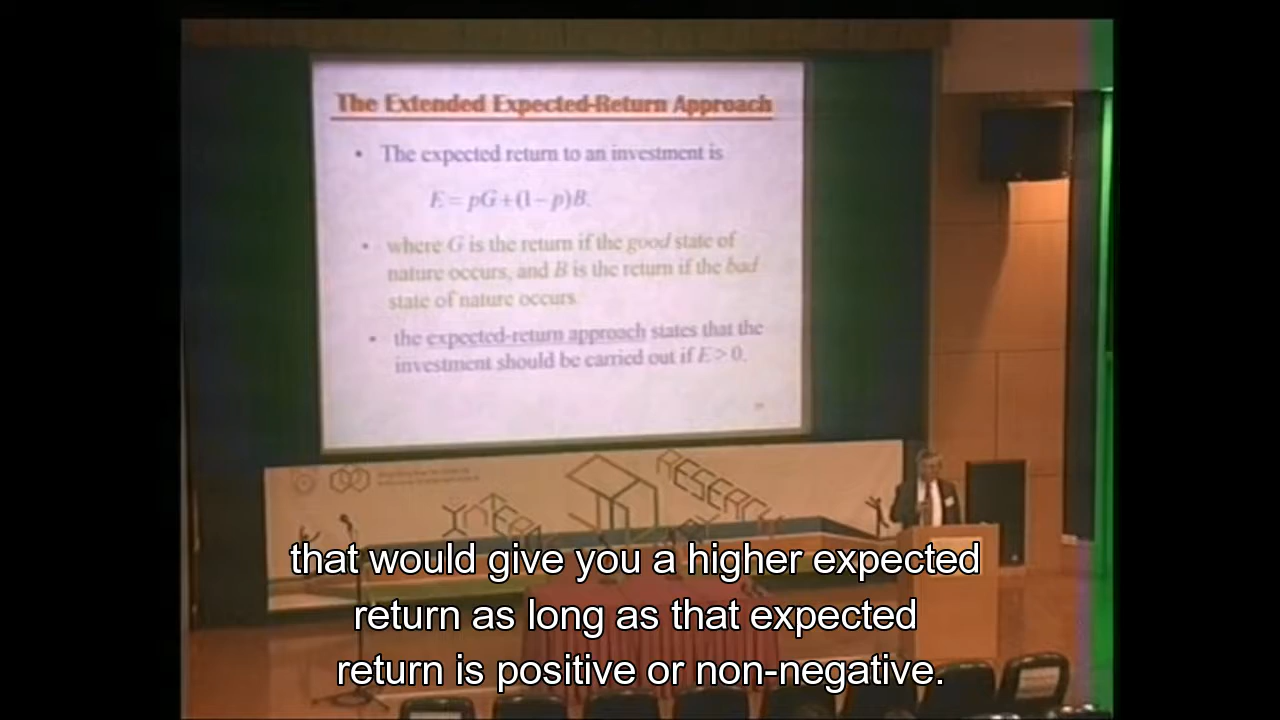 The Extended Expected-Return Approach
• The expected return to an investment is
E = pG + (1 – p)B.
• where G is the return if the good state of
nature occurs, and B is the return if the bad
state of nature occurs
• the expected-return approach states that the
investment should be carried out if E > 0.
RESEARCH
that would give you a higher expected
return as long as that expected
return is positive or non-negative.